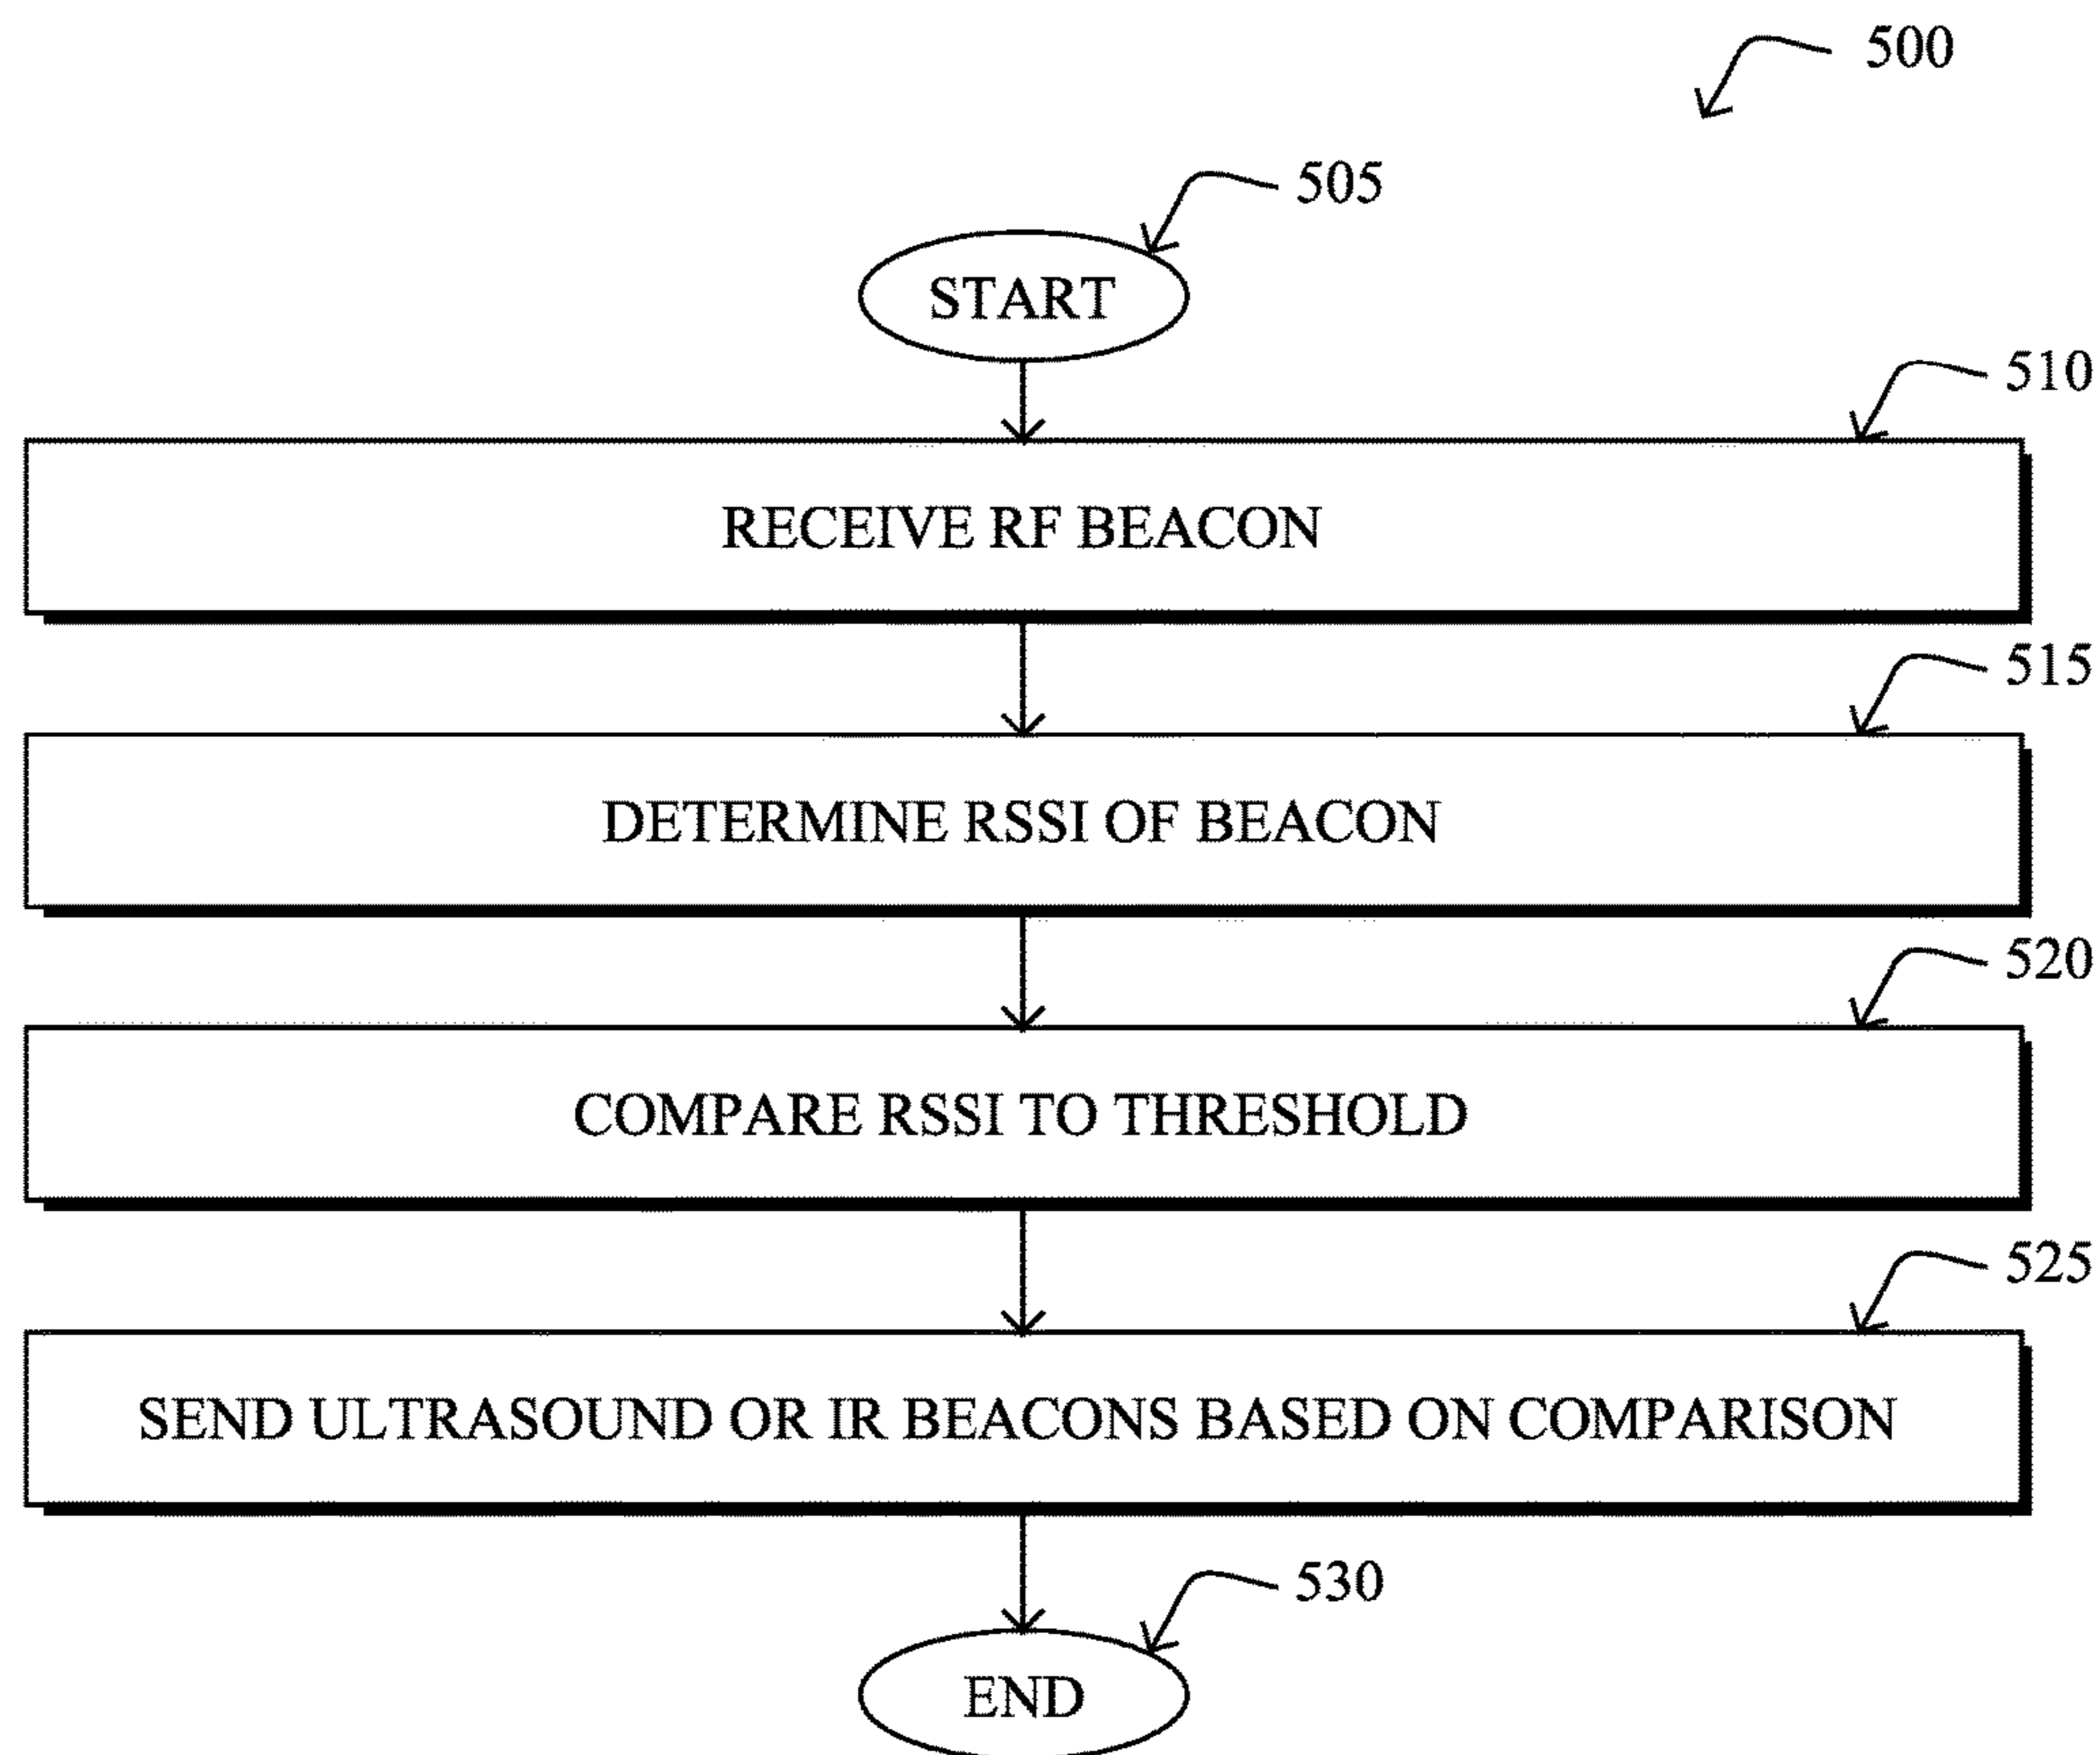 500
505
START
510
RECEIVE RF BEACON
515
DETERMINE RSSI OF BEACON
520
COMPARE RSSI TO THRESHOLD
525
SEND ULTRASOUND OR IR BEACONS BASED ON COMPARISON
530
END